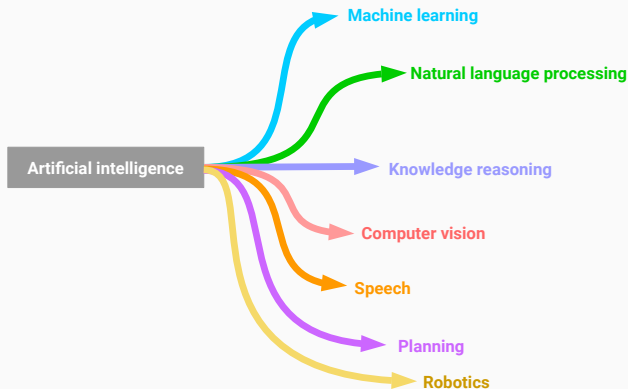 Machine learning
Natural language processing
Artificial intelligence
Knowledge reasoning
Computer vision
Speech
Planning
Robotics